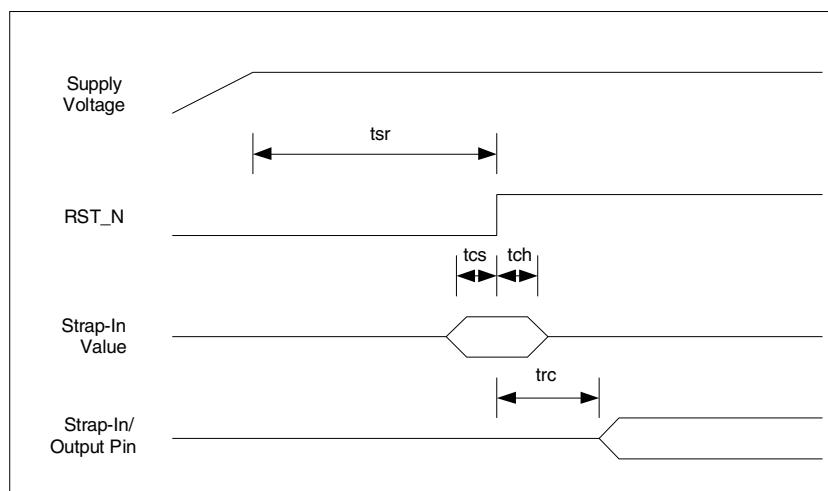 Supply
Voltage
tsr
RST_N
tcs
tch
Strap-In
Value
trc
Strap-In/
Output Pin